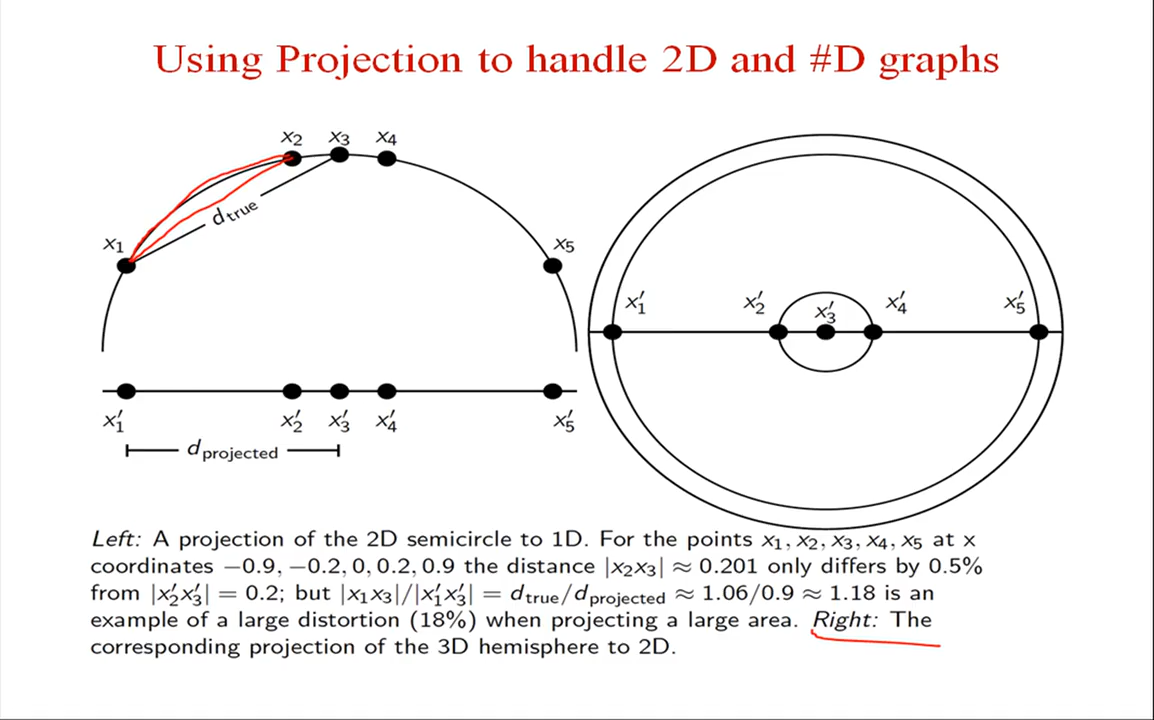 Using Projection to handle 2D and #D graphs
x₂ x₃ x₄
d_true
x₁ x₅
x′₁ x′₂ x′₃ x′₄ x′₅
x′₁ x′₂ x′₃ x′₄ x′₅
d_projected
Left: A projection of the 2D semicircle to 1D. For the points x₁, x₂, x₃, x₄, x₅ at x
coordinates −0.9, −0.2, 0, 0.2, 0.9 the distance |x₂x₃| ≈ 0.201 only differs by 0.5%
from |x′₂x′₃| = 0.2; but |x₁x₃|/|x′₁x′₃| = d_true/d_projected ≈ 1.06/0.9 ≈ 1.18 is an
example of a large distortion (18%) when projecting a large area. Right: The
corresponding projection of the 3D hemisphere to 2D.